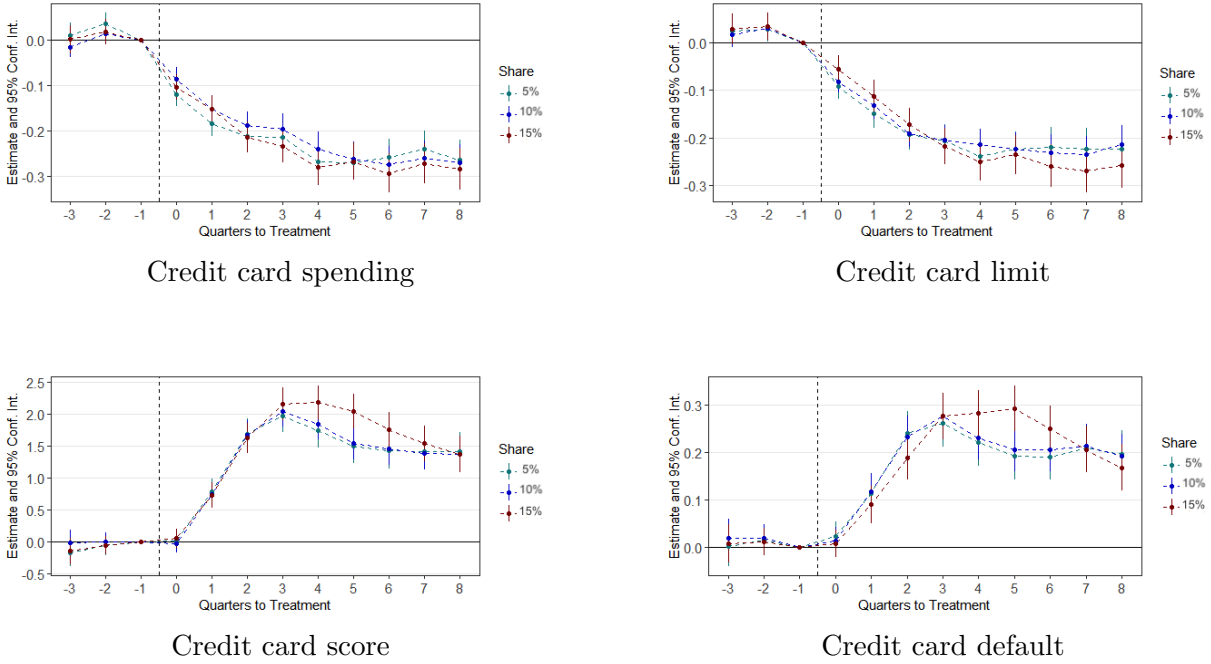 Estimate and 95% Conf. Int.
0.0
-0.1
-0.2
-0.3
-3 -2 -1 0 1 2 3 4 5 6 7 8
Quarters to Treatment
Share
5%
10%
15%
Credit card spending
Estimate and 95% Conf. Int.
0.0
-0.1
-0.2
-0.3
-3 -2 -1 0 1 2 3 4 5 6 7 8
Quarters to Treatment
Share
5%
10%
15%
Credit card limit
Estimate and 95% Conf. Int.
2.5
2.0
1.5
1.0
0.5
0.0
-0.5
-3 -2 -1 0 1 2 3 4 5 6 7 8
Quarters to Treatment
Share
5%
10%
15%
Credit card score
Estimate and 95% Conf. Int.
0.3
0.2
0.1
0.0
-3 -2 -1 0 1 2 3 4 5 6 7 8
Quarters to Treatment
Share
5%
10%
15%
Credit card default